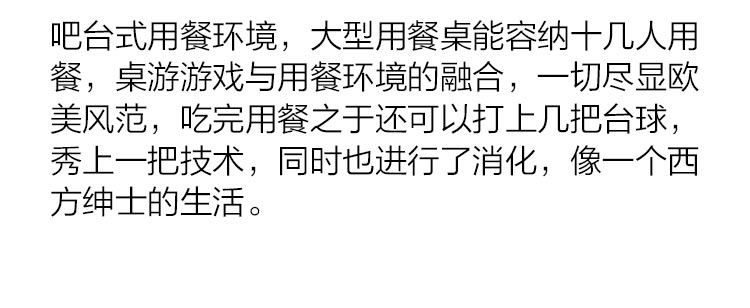 吧台式用餐环境，大型用餐桌能容纳十几人用
餐，桌游游戏与用餐环境的融合，一切尽显欧
美风范，吃完用餐之于还可以打上几把台球，
秀上一把技术，同时也进行了消化，像一个西
方绅士的生活。